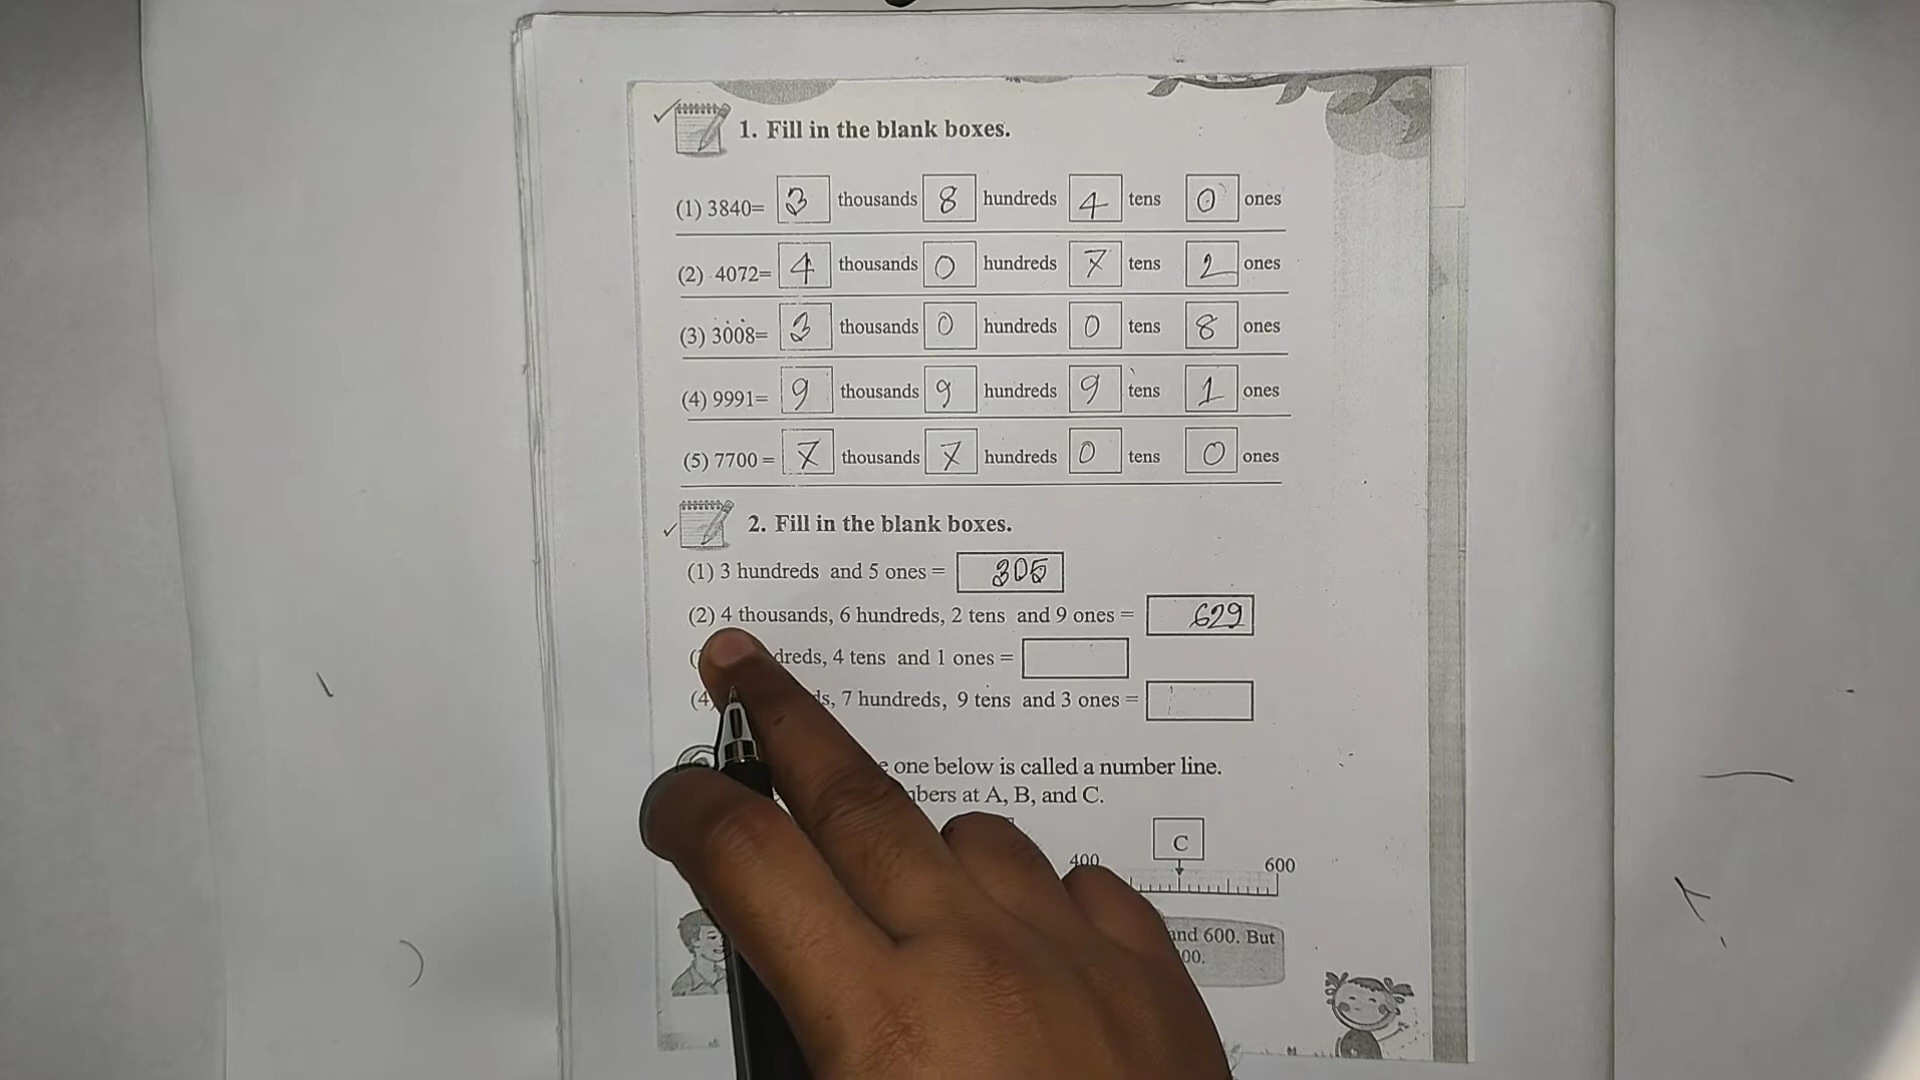 1. Fill in the blank boxes.
(1) 3840= 3 thousands 8 hundreds 4 tens 0 ones
(2) 4072= 4 thousands 0 hundreds 7 tens 2 ones
(3) 3008= 3 thousands 0 hundreds 0 tens 8 ones
(4) 9991= 9 thousands 9 hundreds 9 tens 1 ones
(5) 7700 = 7 thousands 7 hundreds 0 tens 0 ones
2. Fill in the blank boxes.
(1) 3 hundreds and 5 ones = 305
(2) 4 thousands, 6 hundreds, 2 tens and 9 ones = 629
4 tens and 1 ones =
(4) 7 hundreds, 9 tens and 3 ones =
one below is called a number line.
at A, B, and C.
C
400 600
and 600. But